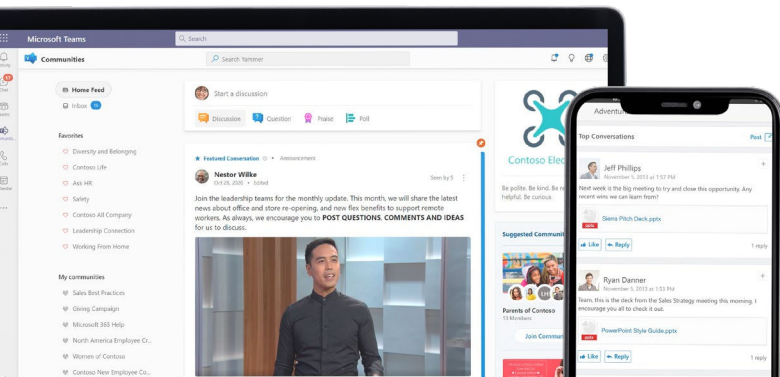 Microsoft Teams
Search
Communities
Search Yammer
Home Feed
Inbox
Favorites
Diversity and Belonging
Contoso Life
Ask HR
Safety
Contoso All Company
Leadership Connection
Working From Home
My communities
Sales Best Practices
Giving Campaign
Microsoft 365 Help
North America Employee Cr...
Women of Contoso
Contoso New Employee Co...
Chat
Calls
Start a discussion
Discussion Question Praise Poll
Featured Conversation • Announcement
Nestor Wilke
Seen by 5
Oct 28, 2020 • Edited
Join the leadership teams for the monthly update. This month, we will share the latest
news about office and store re-opening, and new flex benefits to support remote
workers. As always, we encourage you to POST QUESTIONS, COMMENTS AND IDEAS
for us to discuss.
Contoso Elec
Be polite. Be kind. Be re
helpful. Be curious.
Suggested Communit
Parents of Contoso
13 Members
Join Commun
Adventu
Top Conversations
Post
Jeff Phillips
November 5, 2013 at 1:57 PM
Next week is the big meeting to try and close this opportunity. Any
recent wins we can learn from?
Sierra Pitch Deck.pptx
pptx
Like Reply
1 reply
Ryan Danner
November 5, 2013 at 1:53 PM
Team, this is the deck from the Sales Strategy meeting this morning. I
encourage you all to check it out.
PowerPoint Style Guide.pptx
pptx
Like Reply
1 reply